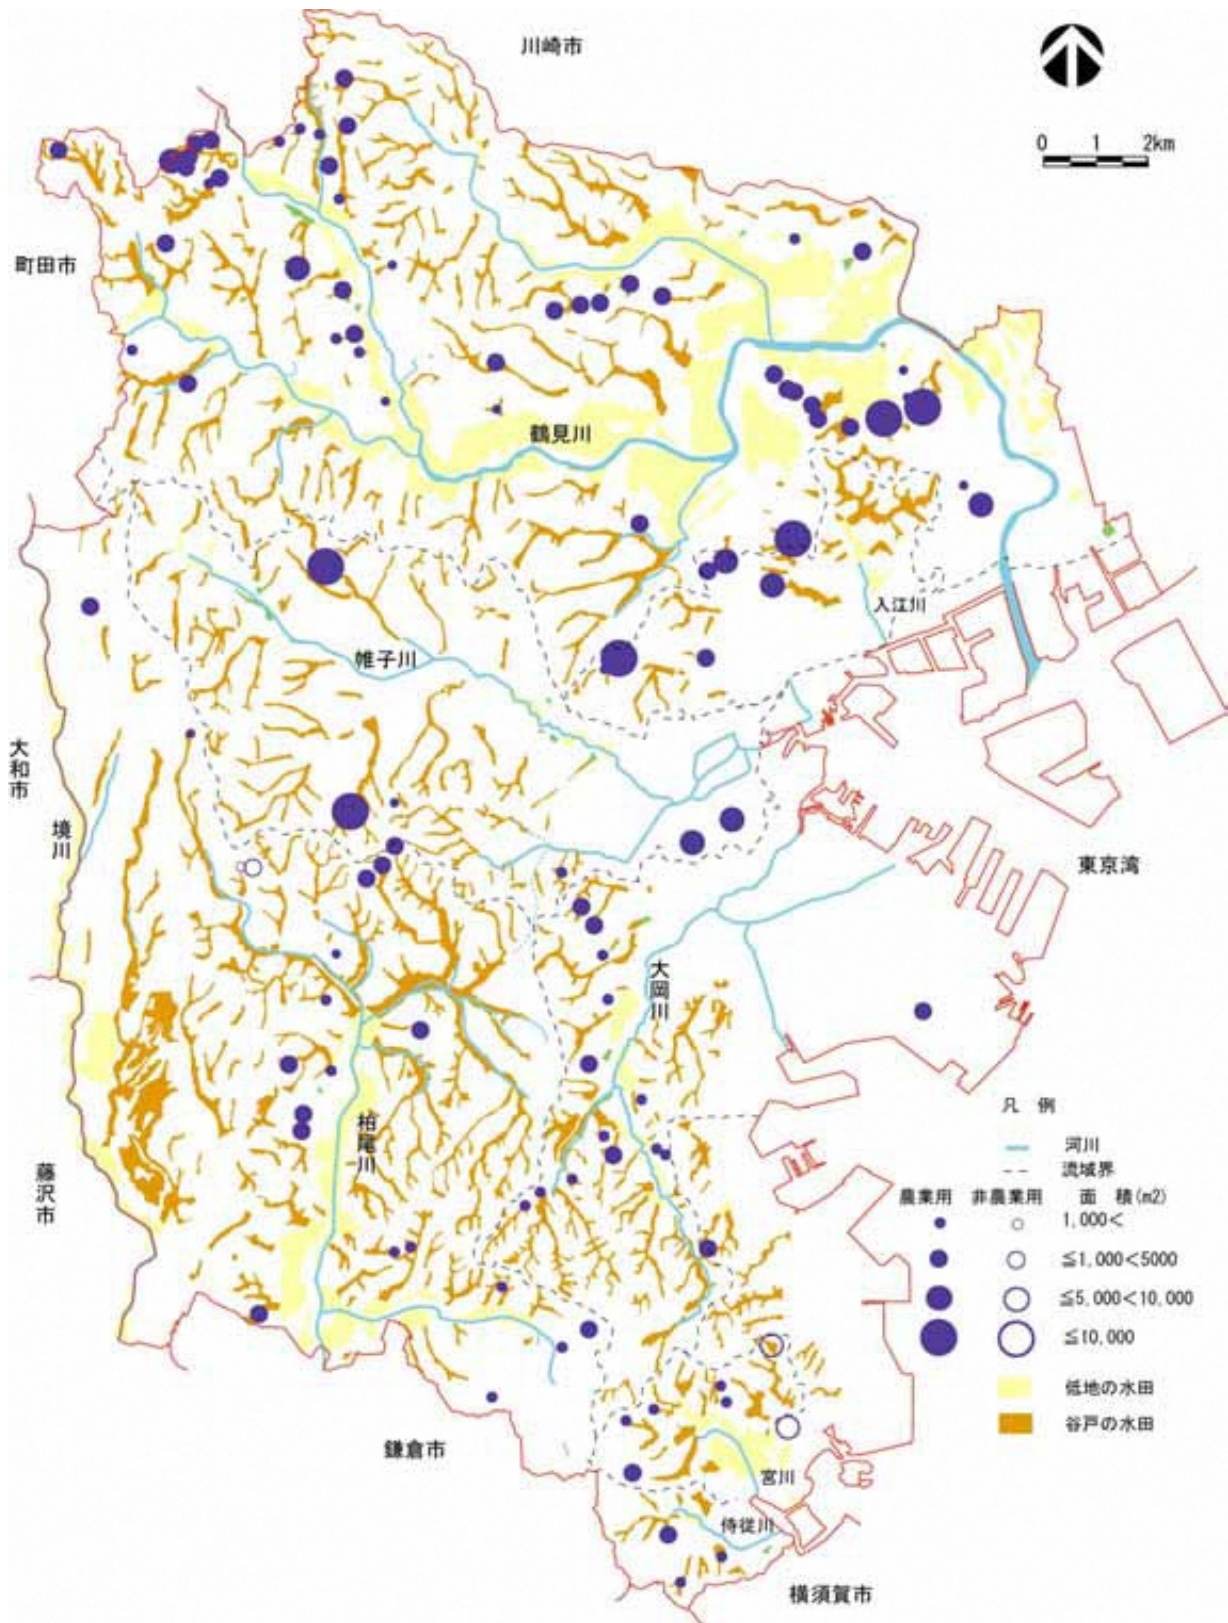 川崎市
0 1 2km
町田市
鶴見川
入江川
帷子川
大和市
境川
東京湾
大岡川
凡 例
河川
流域界
農業用 非農業用 面 積(m2)
1,000<
≦1,000<5000
≦5,000<10,000
≦10,000
低地の水田
谷戸の水田
柏尾川
藤沢市
鎌倉市
宮川
侍従川
横須賀市